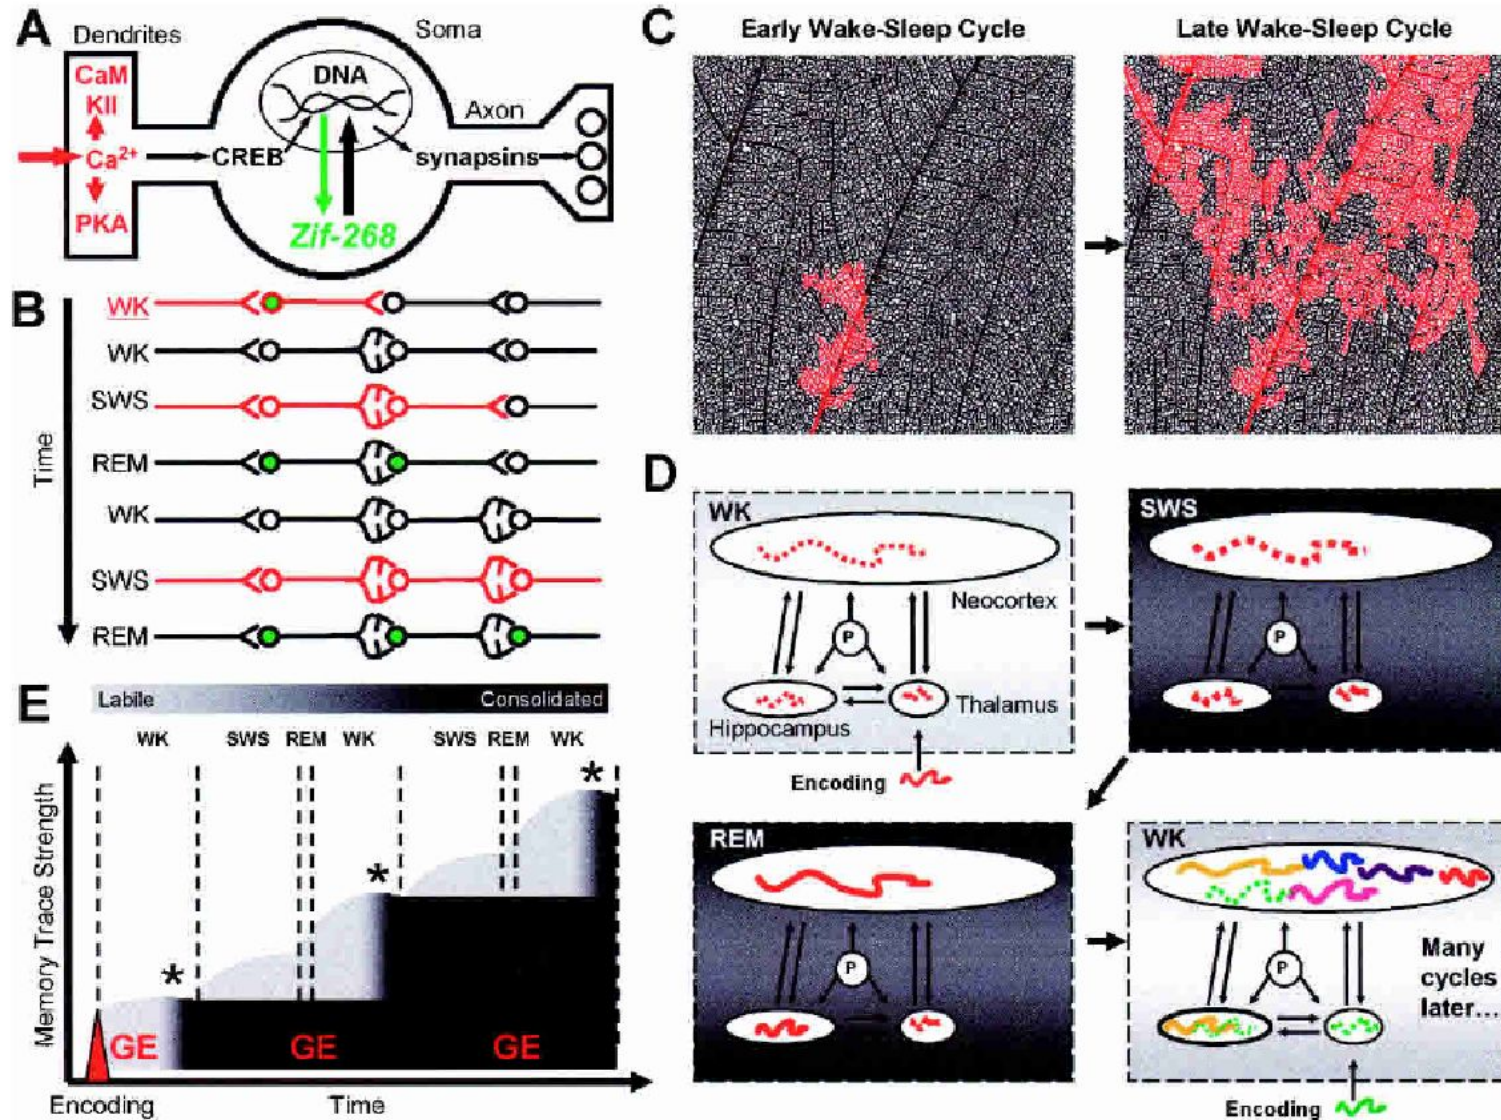 A
Dendrites
Soma
CaM
KII
DNA
Axon
Ca2+
CREB
synapsins
PKA
Zif-268
B
Time
WK
WK
SWS
REM
WK
SWS
REM
C
Early Wake-Sleep Cycle
Late Wake-Sleep Cycle
D
WK
Neocortex
P
Hippocampus
Thalamus
Encoding
SWS
P
REM
P
WK
P
Many
cycles
later...
Encoding
E
Labile
Consolidated
WK SWS REM WK SWS REM WK
*
*
*
Memory Trace Strength
GE
GE
GE
Encoding
Time